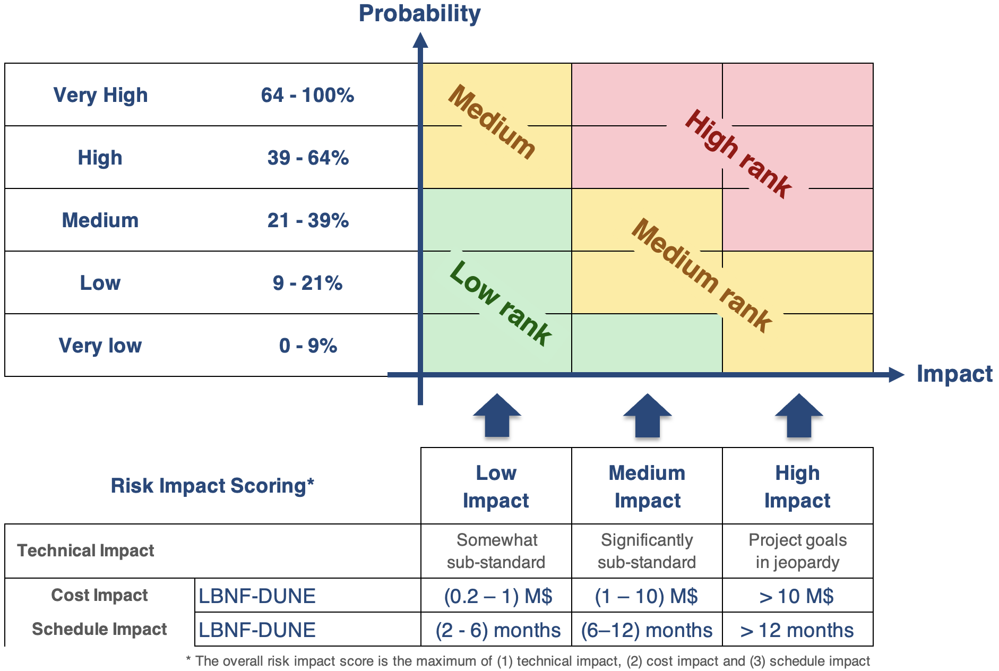 Probability
Very High 64 - 100%
High 39 - 64%
Medium 21 - 39%
Low 9 - 21%
Very low 0 - 9%
Medium
High rank
Medium rank
Low rank
Impact
Risk Impact Scoring*
Low
Impact
Medium
Impact
High
Impact
Technical Impact
Somewhat
sub-standard
Significantly
sub-standard
Project goals
in jeopardy
Cost Impact LBNF-DUNE (0.2 – 1) M$ (1 – 10) M$ > 10 M$
Schedule Impact LBNF-DUNE (2 - 6) months (6–12) months > 12 months
* The overall risk impact score is the maximum of (1) technical impact, (2) cost impact and (3) schedule impact